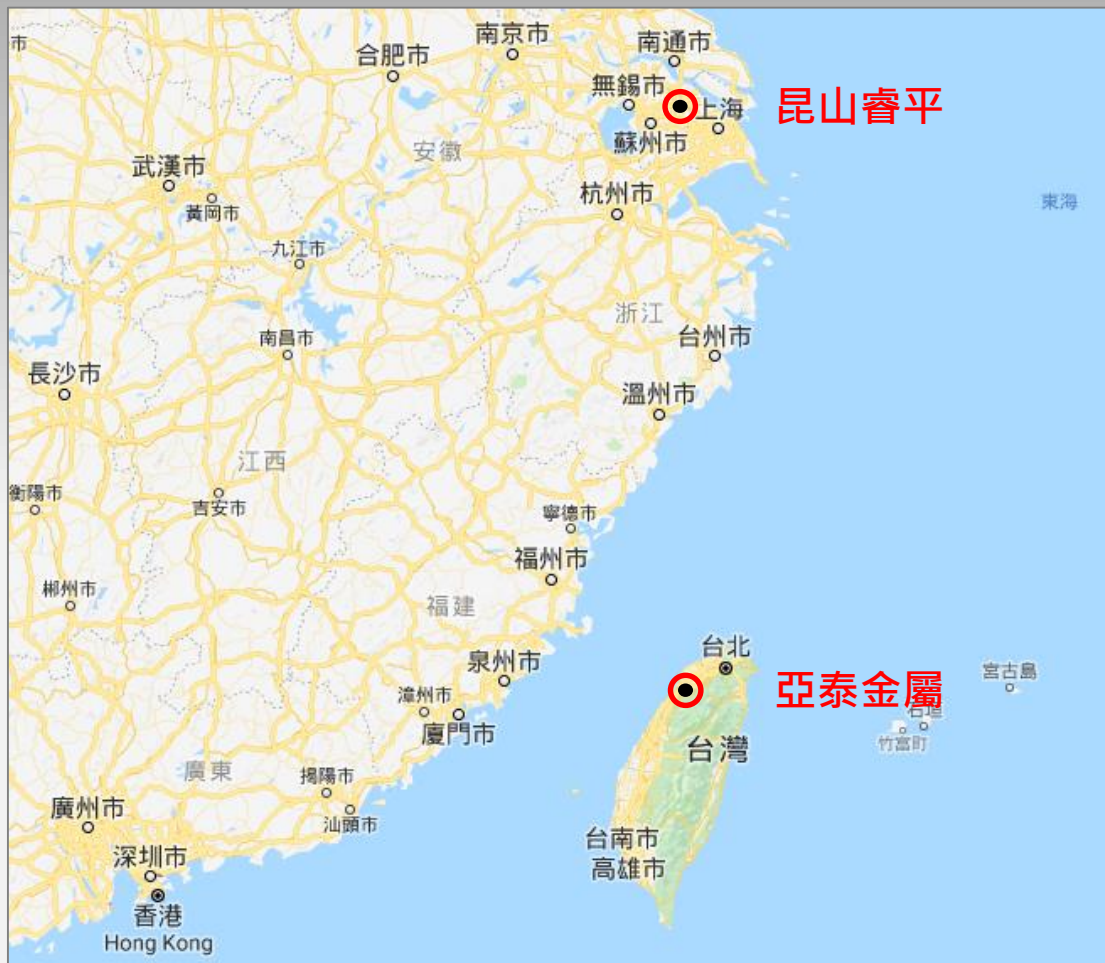 市
南京市
南通市
合肥市
無錫市
昆山睿平
上海
蘇州市
安徽
武漢市
杭州市
黃岡市
東海
九江市
浙江
南昌市
台州市
長沙市
溫州市
江西
衡陽市
吉安市
寧德市
福州市
郴州市
福建
台北
泉州市
宮古島
亞泰金屬
漳州市
石垣
廈門市
竹富町
台灣
廣東
揭陽市
廣州市
汕頭市
台南市
深圳市
高雄市
香港
Hong Kong